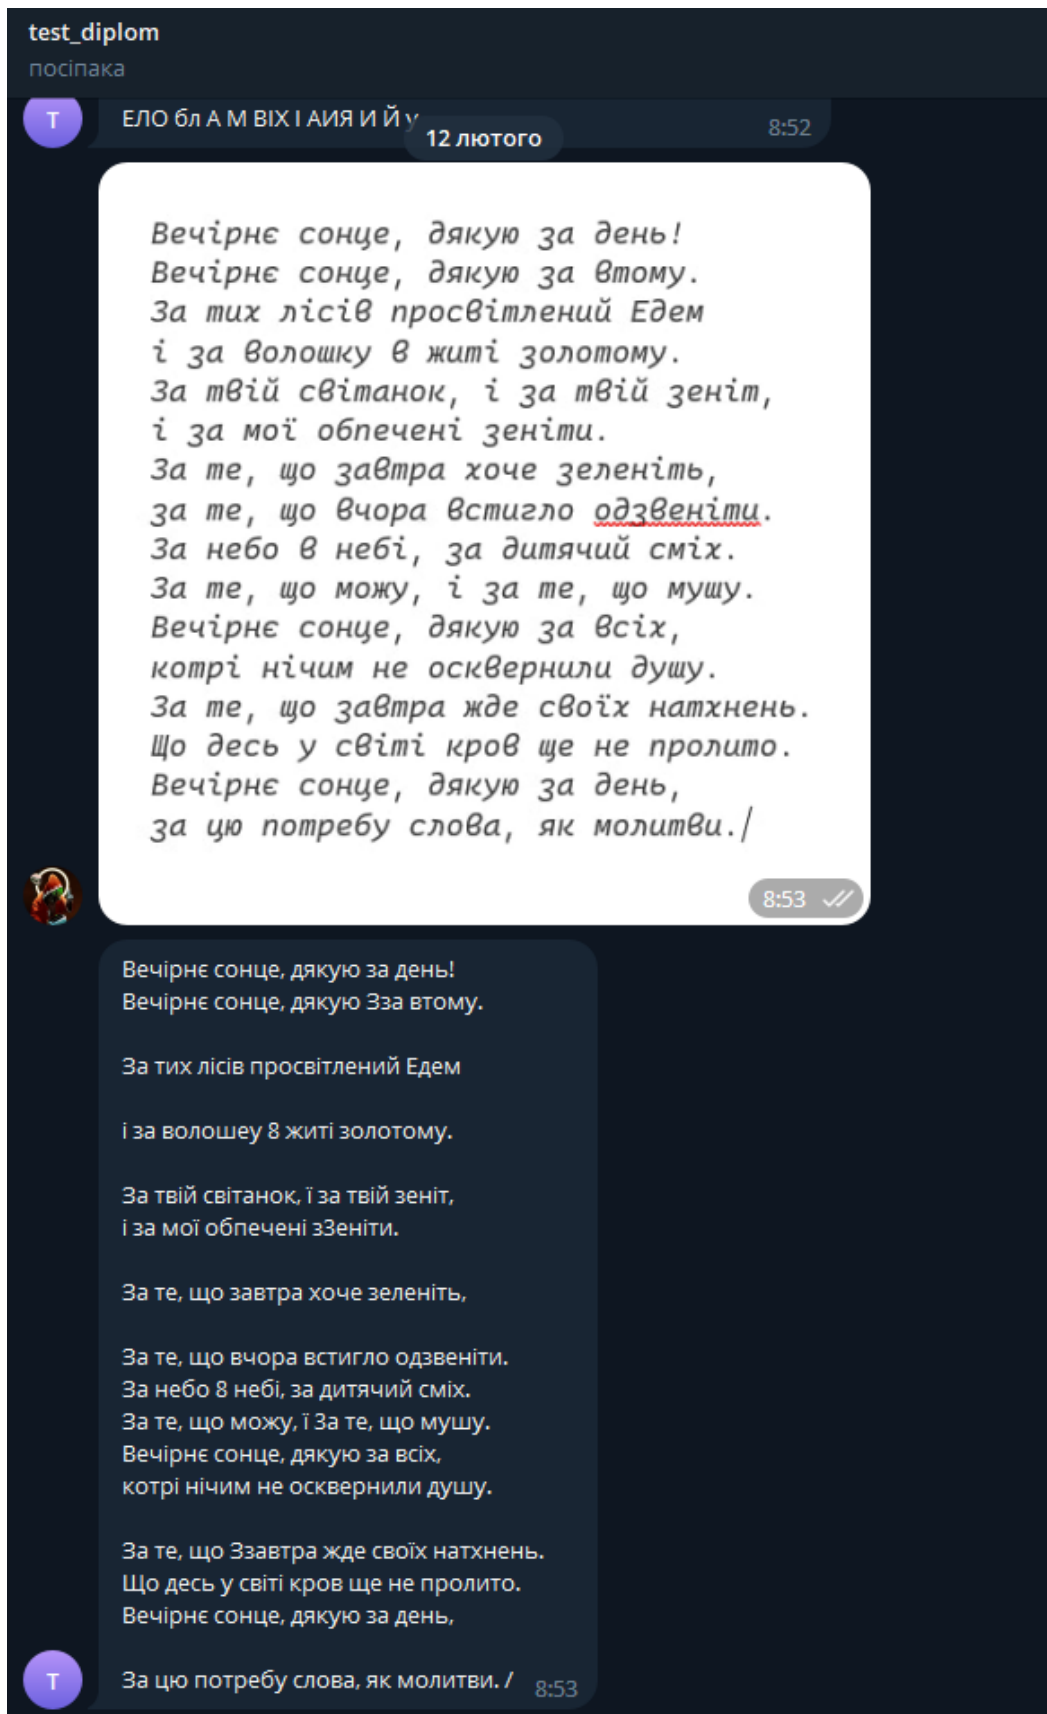 test_diplom
посіпака
Т
ЕЛО бл А М ВІХ І АИЯ И Й у
8:52
12 лютого
Вечірнє сонце, дякую за день!
Вечірнє сонце, дякую за втому.
За тих лісів просвітлений Едем
і за волошку в житі золотому.
За твій світанок, і за твій зеніт,
і за мої обпечені зеніти.
За те, що завтра хоче зеленіть,
за те, що вчора встигло одзвеніти.
За небо в небі, за дитячий сміх.
За те, що можу, і за те, що мушу.
Вечірнє сонце, дякую за всіх,
котрі нічим не осквернили душу.
За те, що завтра жде своїх натхнень.
Що десь у світі кров ще не пролито.
Вечірнє сонце, дякую за день,
за цю потребу слова, як молитви./
8:53
Вечірнє сонце, дякую за день!
Вечірнє сонце, дякую Зза втому.
За тих лісів просвітлений Едем
і за волошеу 8 житі золотому.
За твій світанок, ї за твій зеніт,
і за мої обпечені зЗеніти.
За те, що завтра хоче зеленіть,
За те, що вчора встигло одзвеніти.
За небо 8 небі, за дитячий сміх.
За те, що можу, ї За те, що мушу.
Вечірнє сонце, дякую за всіх,
котрі нічим не осквернили душу.
За те, що Ззавтра жде своїх натхнень.
Що десь у світі кров ще не пролито.
Вечірнє сонце, дякую за день,
За цю потребу слова, як молитви. /
8:53
Т